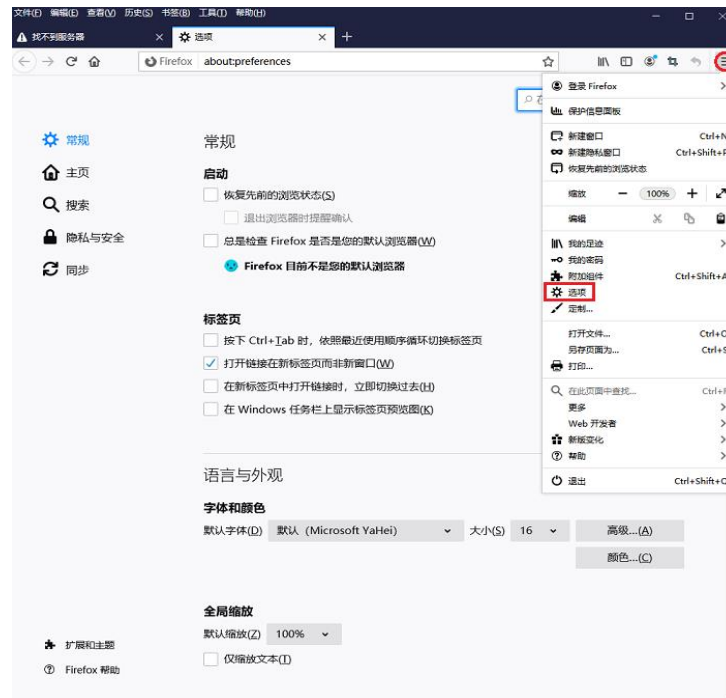 文件(F) 编辑(E) 查看(V) 历史(S) 书签(B) 工具(T) 帮助(H)
找不到服务器
选项
Firefox about:preferences
登录 Firefox
保护信息面板
新建窗口 Ctrl+N
新建隐私窗口 Ctrl+Shift+P
恢复先前的浏览状态
缩放 100%
编辑
我的足迹
我的密码
附加组件 Ctrl+Shift+A
选项
定制...
打开文件... Ctrl+O
另存页面为... Ctrl+S
打印...
在此页面中查找... Ctrl+F
更多
Web 开发者
新版变化
帮助
退出 Ctrl+Shift+Q
常规
主页
搜索
隐私与安全
同步
扩展和主题
Firefox 帮助
常规
启动
恢复先前的浏览状态(S)
退出浏览器时提醒确认
总是检查 Firefox 是否是您的默认浏览器(W)
Firefox 目前不是您的默认浏览器
标签页
按下 Ctrl+Tab 时，依照最近使用顺序循环切换标签页
打开链接在新标签页而非新窗口(W)
在新标签页中打开链接时，立即切换过去(H)
在 Windows 任务栏上显示标签页预览图(K)
语言与外观
字体和颜色
默认字体(D) 默认 (Microsoft YaHei) 大小(S) 16 高级...(A)
颜色...(C)
全局缩放
默认缩放(Z) 100%
仅缩放文本(T)